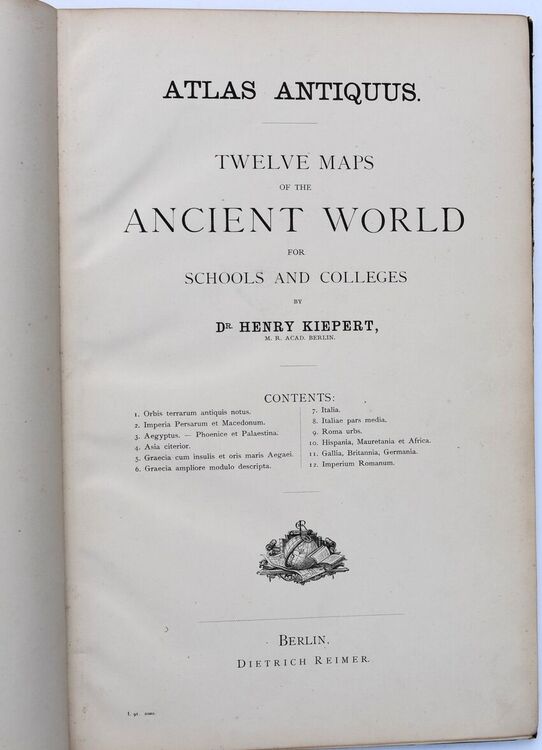 ATLAS ANTIQUUS.
TWELVE MAPS
OF THE
ANCIENT WORLD
FOR
SCHOOLS AND COLLEGES
BY
DR. HENRY KIEPERT,
M. R. ACAD. BERLIN.
CONTENTS:
1. Orbis terrarum antiquis notus.
2. Imperia Persarum et Macedonum.
3. Aegyptus. — Phoenice et Palaestina.
4. Asia citerior.
5. Graecia cum insulis et oris maris Aegaei.
6. Graecia ampliore modulo descripta.
7. Italia.
8. Italiae pars media.
9. Roma urbs.
10. Hispania, Mauretania et Africa.
11. Gallia, Britannia, Germania.
12. Imperium Romanum.
BERLIN.
DIETRICH REIMER.